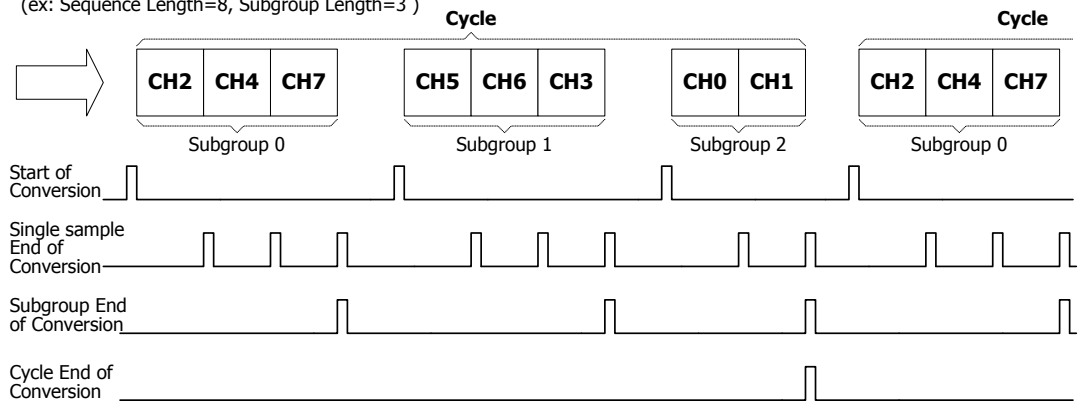 (ex: Sequence Length=8, Subgroup Length=3 )
Cycle Cycle
CH2 CH4 CH7 CH5 CH6 CH3 CH0 CH1 CH2 CH4 CH7
Subgroup 0 Subgroup 1 Subgroup 2 Subgroup 0
Start of
Conversion
Single sample
End of
Conversion
Subgroup End
of Conversion
Cycle End of
Conversion